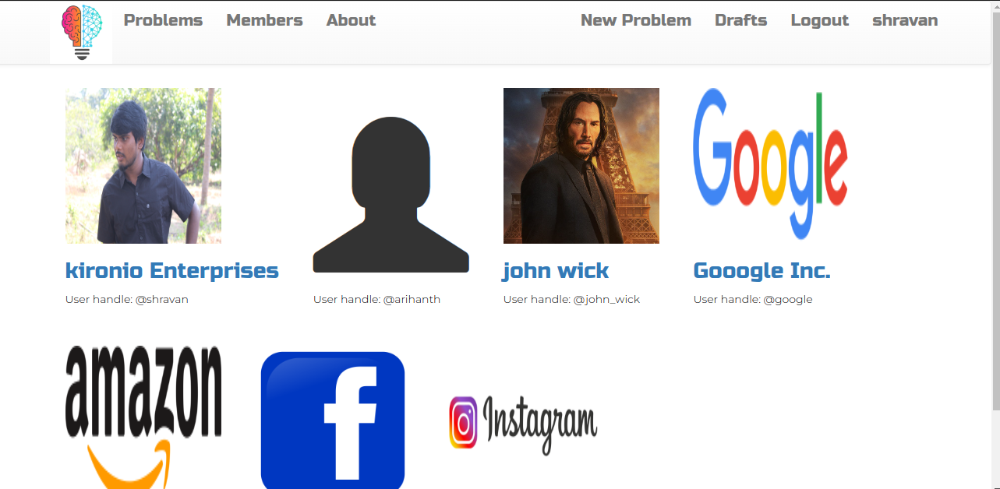 Problems Members About New Problem Drafts Logout shravan
Google
kironio Enterprises john wick Gooogle Inc.
User handle: @shravan User handle: @arihanth User handle: @john_wick User handle: @google
amazon
f
Instagram